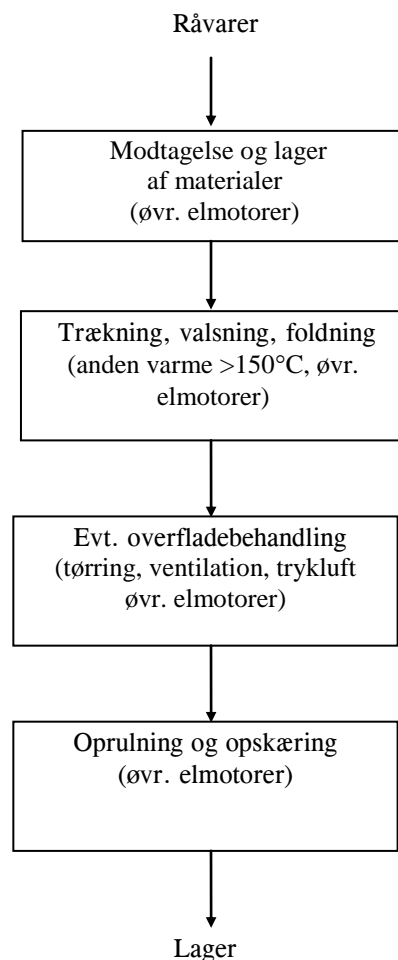 Råvarer
Modtagelse og lager
af materialer
(øvr. elmotorer)
Trækning, valsning, foldning
(anden varme >150°C, øvr.
elmotorer)
Evt. overfladebehandling
(tørring, ventilation, trykluft
øvr. elmotorer)
Oprulning og opskæring
(øvr. elmotorer)
Lager